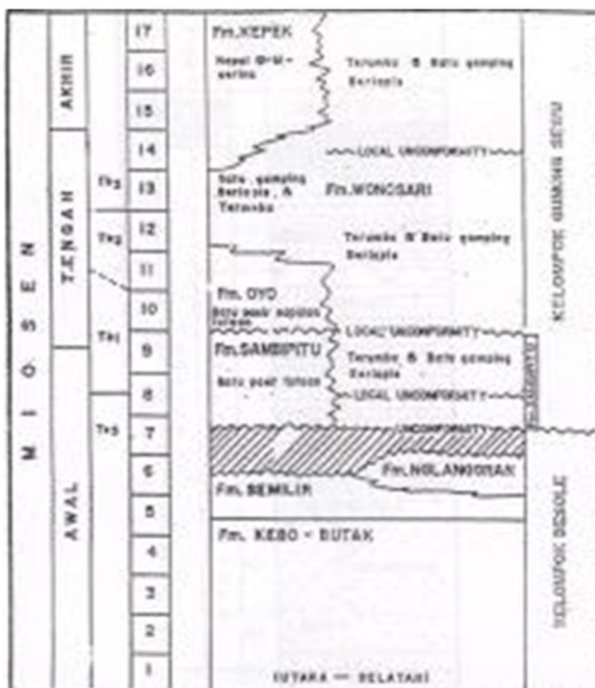 MIOSEN
AKHIR
TENGAH
AWAL
Tf3
Tf2
Tf1
17
16
15
14
13
12
11
10
9
8
7
6
5
4
3
2
1
Fm. KEPEK
Napal
Terumbu & Batu gamping
Berlapis
LOCAL UNCONFORMITY
Batu gamping
Berlapis, &
Terumbu
Fm. WONOSARI
Terumbu & Batu gamping
Berlapis
Fm. OYO
Batu pasir
LOCAL UNCONFORMITY
Fm. SAMBIPITU
Batu pasir
Terumbu & Batu gamping
Berlapis
LOCAL UNCONFORMITY
UNCONFORMITY
Fm. NGLANGGRAN
Fm. SEMILIR
Fm. KEBO - BUTAK
(UTARA — SELATAN)
KELOMPOK GUNUNG SEWU
KELOMPOK BESOLE